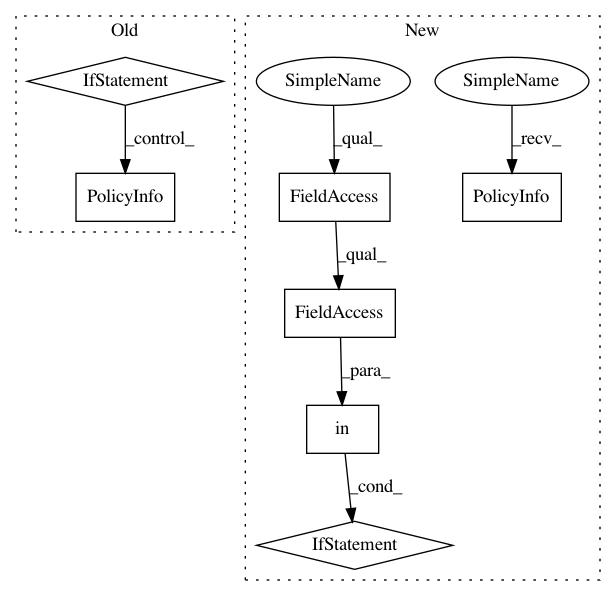 Old
New
IfStatement
SimpleName
SimpleName
_control_
_qual_
_recv_
PolicyInfo
FieldAccess
PolicyInfo
_qual_
FieldAccess
_para_
in
_cond_
IfStatement